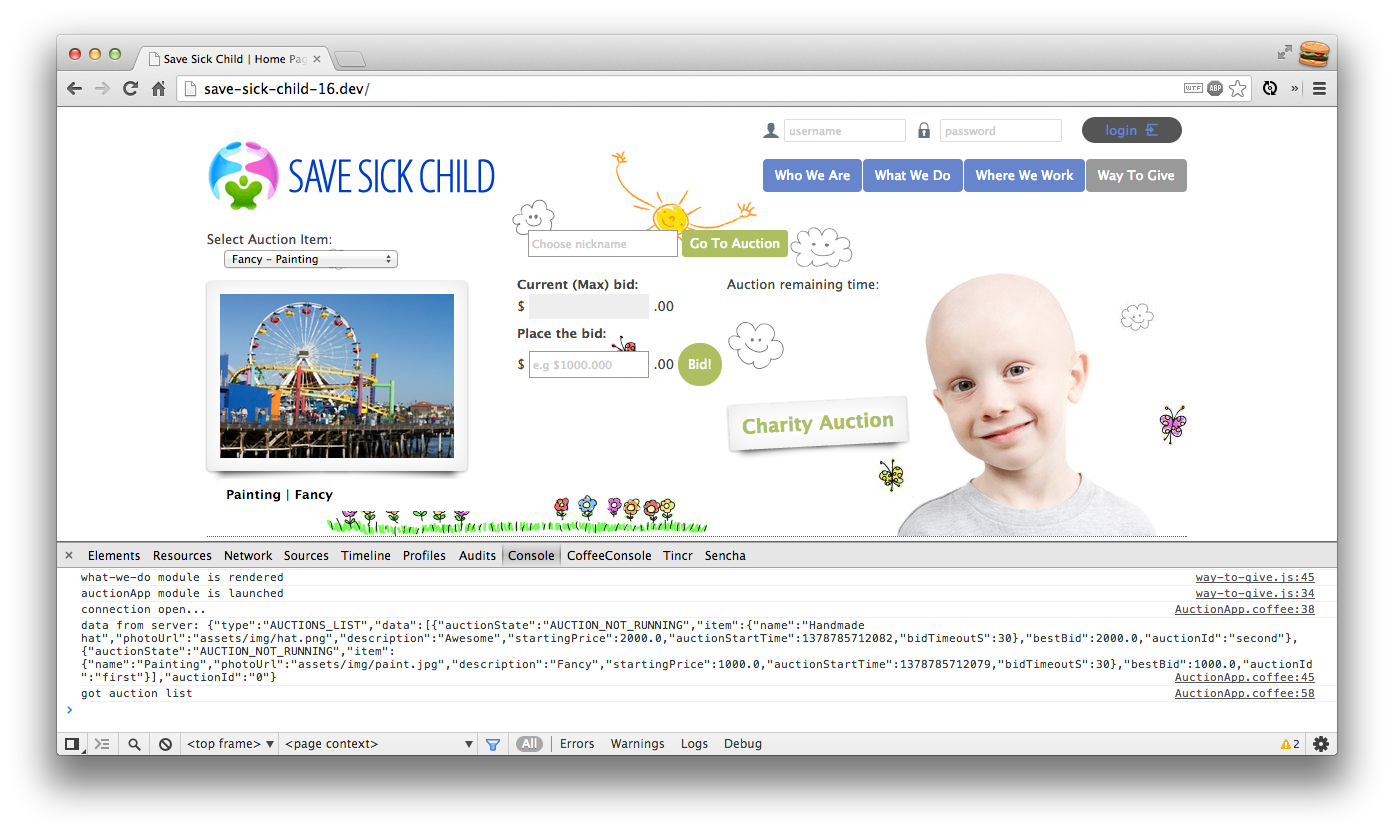 Save Sick Child | Home Pag
save-sick-child-16.dev/
WTF ABP »
username password login
SAVE SICK CHILD
Who We Are What We Do Where We Work Way To Give
Select Auction Item:
Choose nickname Go To Auction
Fancy – Painting
Current (Max) bid: Auction remaining time:
$ .00
Place the bid:
$ e.g $1000.000 .00 Bid!
Charity Auction
Painting | Fancy
× Elements Resources Network Sources Timeline Profiles Audits Console CoffeeConsole Tincr Sencha
what-we-do module is rendered way-to-give.js:45
auctionApp module is launched way-to-give.js:34
connection open... AuctionApp.coffee:38
data from server: {"type":"AUCTIONS_LIST","data":[{"auctionState":"AUCTION_NOT_RUNNING","item":{"name":"Handmade
hat","photoUrl":"assets/img/hat.png","description":"Awesome","startingPrice":2000.0,"auctionStartTime":1378785712082,"bidTimeoutS":30},"bestBid":2000.0,"auctionId":"second"},
{"auctionState":"AUCTION_NOT_RUNNING","item":
{"name":"Painting","photoUrl":"assets/img/paint.jpg","description":"Fancy","startingPrice":1000.0,"auctionStartTime":1378785712079,"bidTimeoutS":30},"bestBid":1000.0,"auctionId
":"first"}],"auctionId":"0"} AuctionApp.coffee:45
got auction list AuctionApp.coffee:58
>
<top frame> ▼ <page context> ▼ All Errors Warnings Logs Debug 2